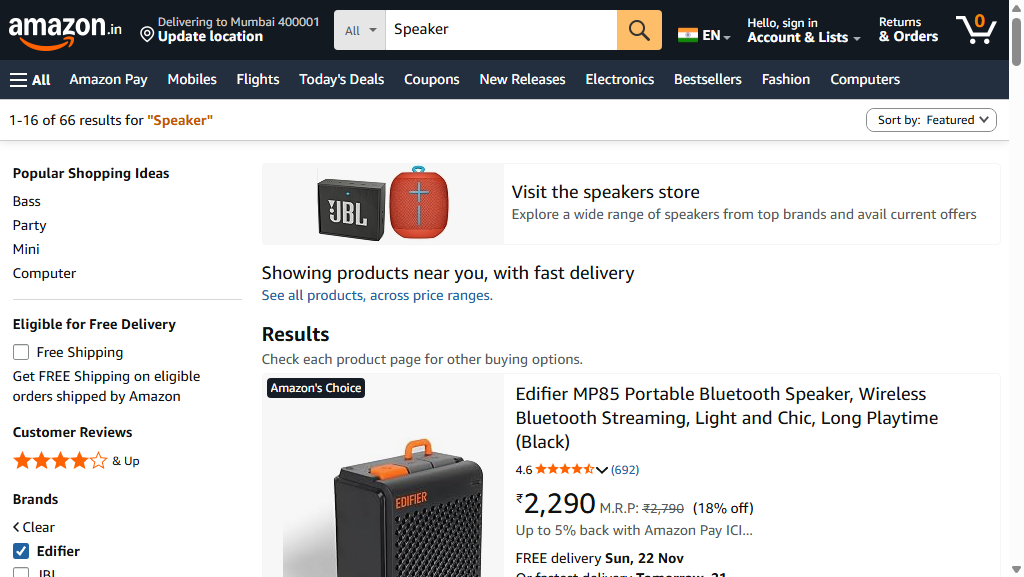 amazon.in
Delivering to Mumbai 400001
Update location
All
Speaker
EN
Hello, sign in
Account & Lists
Returns
& Orders
0
All
Amazon Pay
Mobiles
Flights
Today's Deals
Coupons
New Releases
Electronics
Bestsellers
Fashion
Computers
1-16 of 66 results for "Speaker"
Sort by: Featured
Popular Shopping Ideas
Bass
Party
Mini
Computer
Eligible for Free Delivery
Free Shipping
Get FREE Shipping on eligible
orders shipped by Amazon
Customer Reviews
& Up
Brands
Clear
Edifier
JBL
JBL
Visit the speakers store
Explore a wide range of speakers from top brands and avail current offers
Showing products near you, with fast delivery
See all products, across price ranges.
Results
Check each product page for other buying options.
Amazon's Choice
EDIFIER
Edifier MP85 Portable Bluetooth Speaker, Wireless
Bluetooth Streaming, Light and Chic, Long Playtime
(Black)
4.6 (692)
₹2,290 M.R.P: ₹2,790 (18% off)
Up to 5% back with Amazon Pay ICI…
FREE delivery Sun, 22 Nov
Or fastest delivery Tomorrow, 21